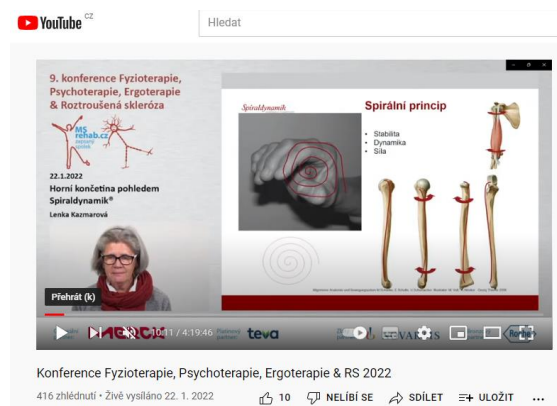 YouTube CZ
Hledat
9. konference Fyzioterapie,
Psychoterapie, Ergoterapie
& Roztroušená skleróza
MS
rehab.cz
22.1.2022
Horní končetina pohledem
Spiraldynamik®
Lenka Kazmarová
Spiraldynamik
Spirální princip
• Stabilita
• Dynamika
• Síla
Přehrát (k)
10:11 / 4:19:46
teva
Konference Fyzioterapie, Psychoterapie, Ergoterapie & RS 2022
416 zhlédnutí • Živě vysíláno 22. 1. 2022
10
NELÍBÍ SE
SDÍLET
ULOŽIT